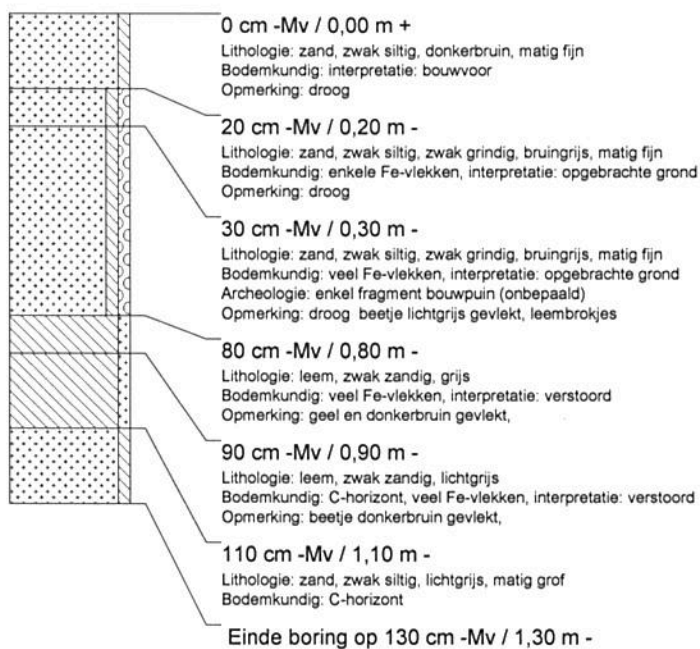 0 cm -Mv / 0,00 m +
Lithologie: zand, zwak siltig, donkerbruin, matig fijn
Bodemkundig: interpretatie: bouwvoor
Opmerking: droog
20 cm -Mv / 0,20 m -
Lithologie: zand, zwak siltig, zwak grindig, bruingrijs, matig fijn
Bodemkundig: enkele Fe-vlekken, interpretatie: opgebrachte grond
Opmerking: droog
30 cm -Mv / 0,30 m -
Lithologie: zand, zwak siltig, zwak grindig, bruingrijs, matig fijn
Bodemkundig: veel Fe-vlekken, interpretatie: opgebrachte grond
Archeologie: enkel fragment bouwpuin (onbepaald)
Opmerking: droog beetje lichtgrijs gevlekt, leembrokjes
80 cm -Mv / 0,80 m -
Lithologie: leem, zwak zandig, grijs
Bodemkundig: veel Fe-vlekken, interpretatie: verstoord
Opmerking: geel en donkerbruin gevlekt,
90 cm -Mv / 0,90 m -
Lithologie: leem, zwak zandig, lichtgrijs
Bodemkundig: C-horizont, veel Fe-vlekken, interpretatie: verstoord
Opmerking: beetje donkerbruin gevlekt,
110 cm -Mv / 1,10 m -
Lithologie: zand, zwak siltig, lichtgrijs, matig grof
Bodemkundig: C-horizont
Einde boring op 130 cm -Mv / 1,30 m -